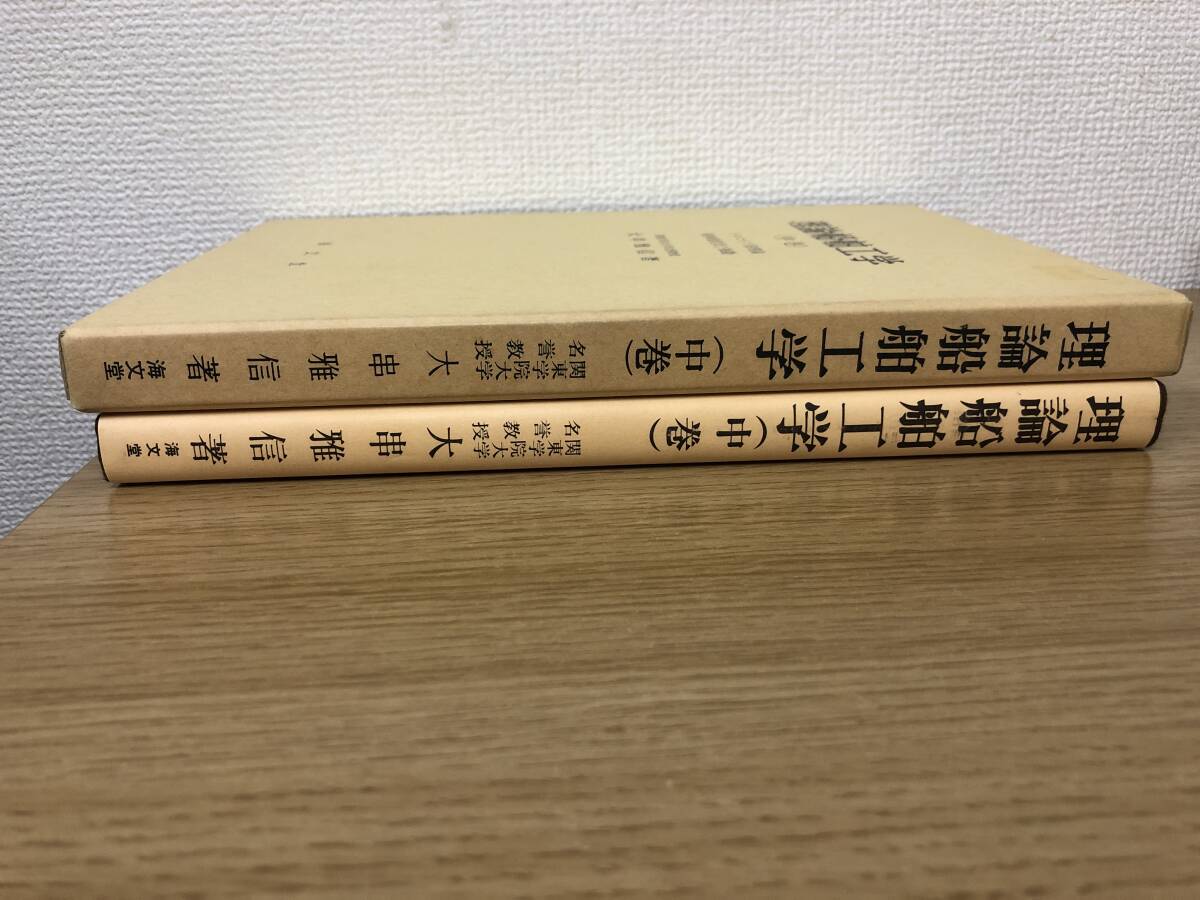 理論船舶工学(中巻)
関東学院大学
名誉教授
大串雅信著
海文堂
理論船舶工学(中巻)
関東学院大学
名誉教授
大串雅信著
海文堂